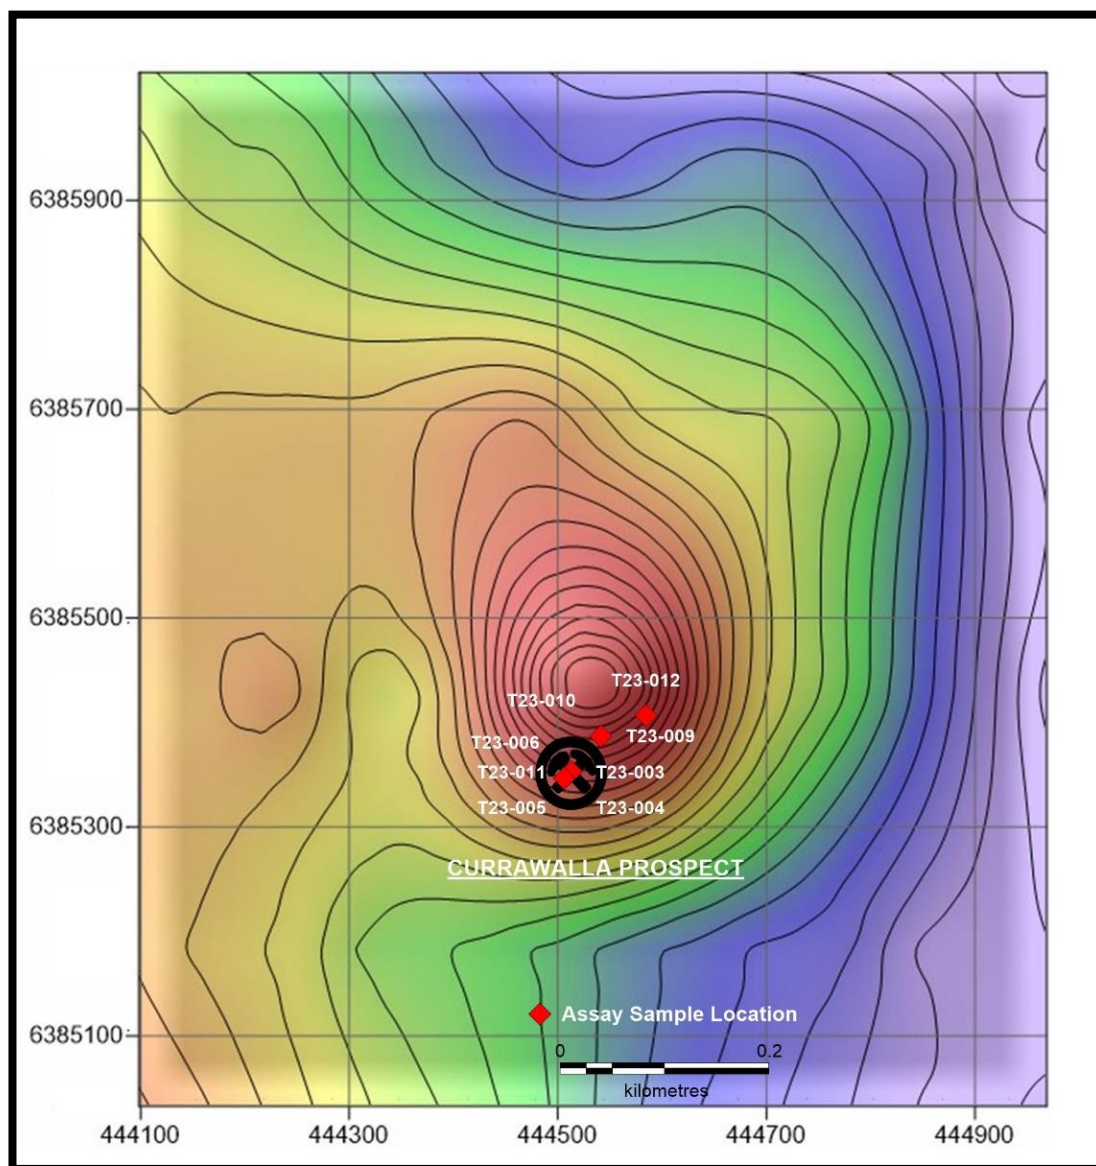 6385900
6385700
6385500
T23-012
T23-010
T23-009
T23-006
T23-011
T23-003
T23-005
T23-004
6385300
CURRAWALLA PROSPECT
Assay Sample Location
6385100
0 0.2
kilometres
444100 444300 444500 444700 444900